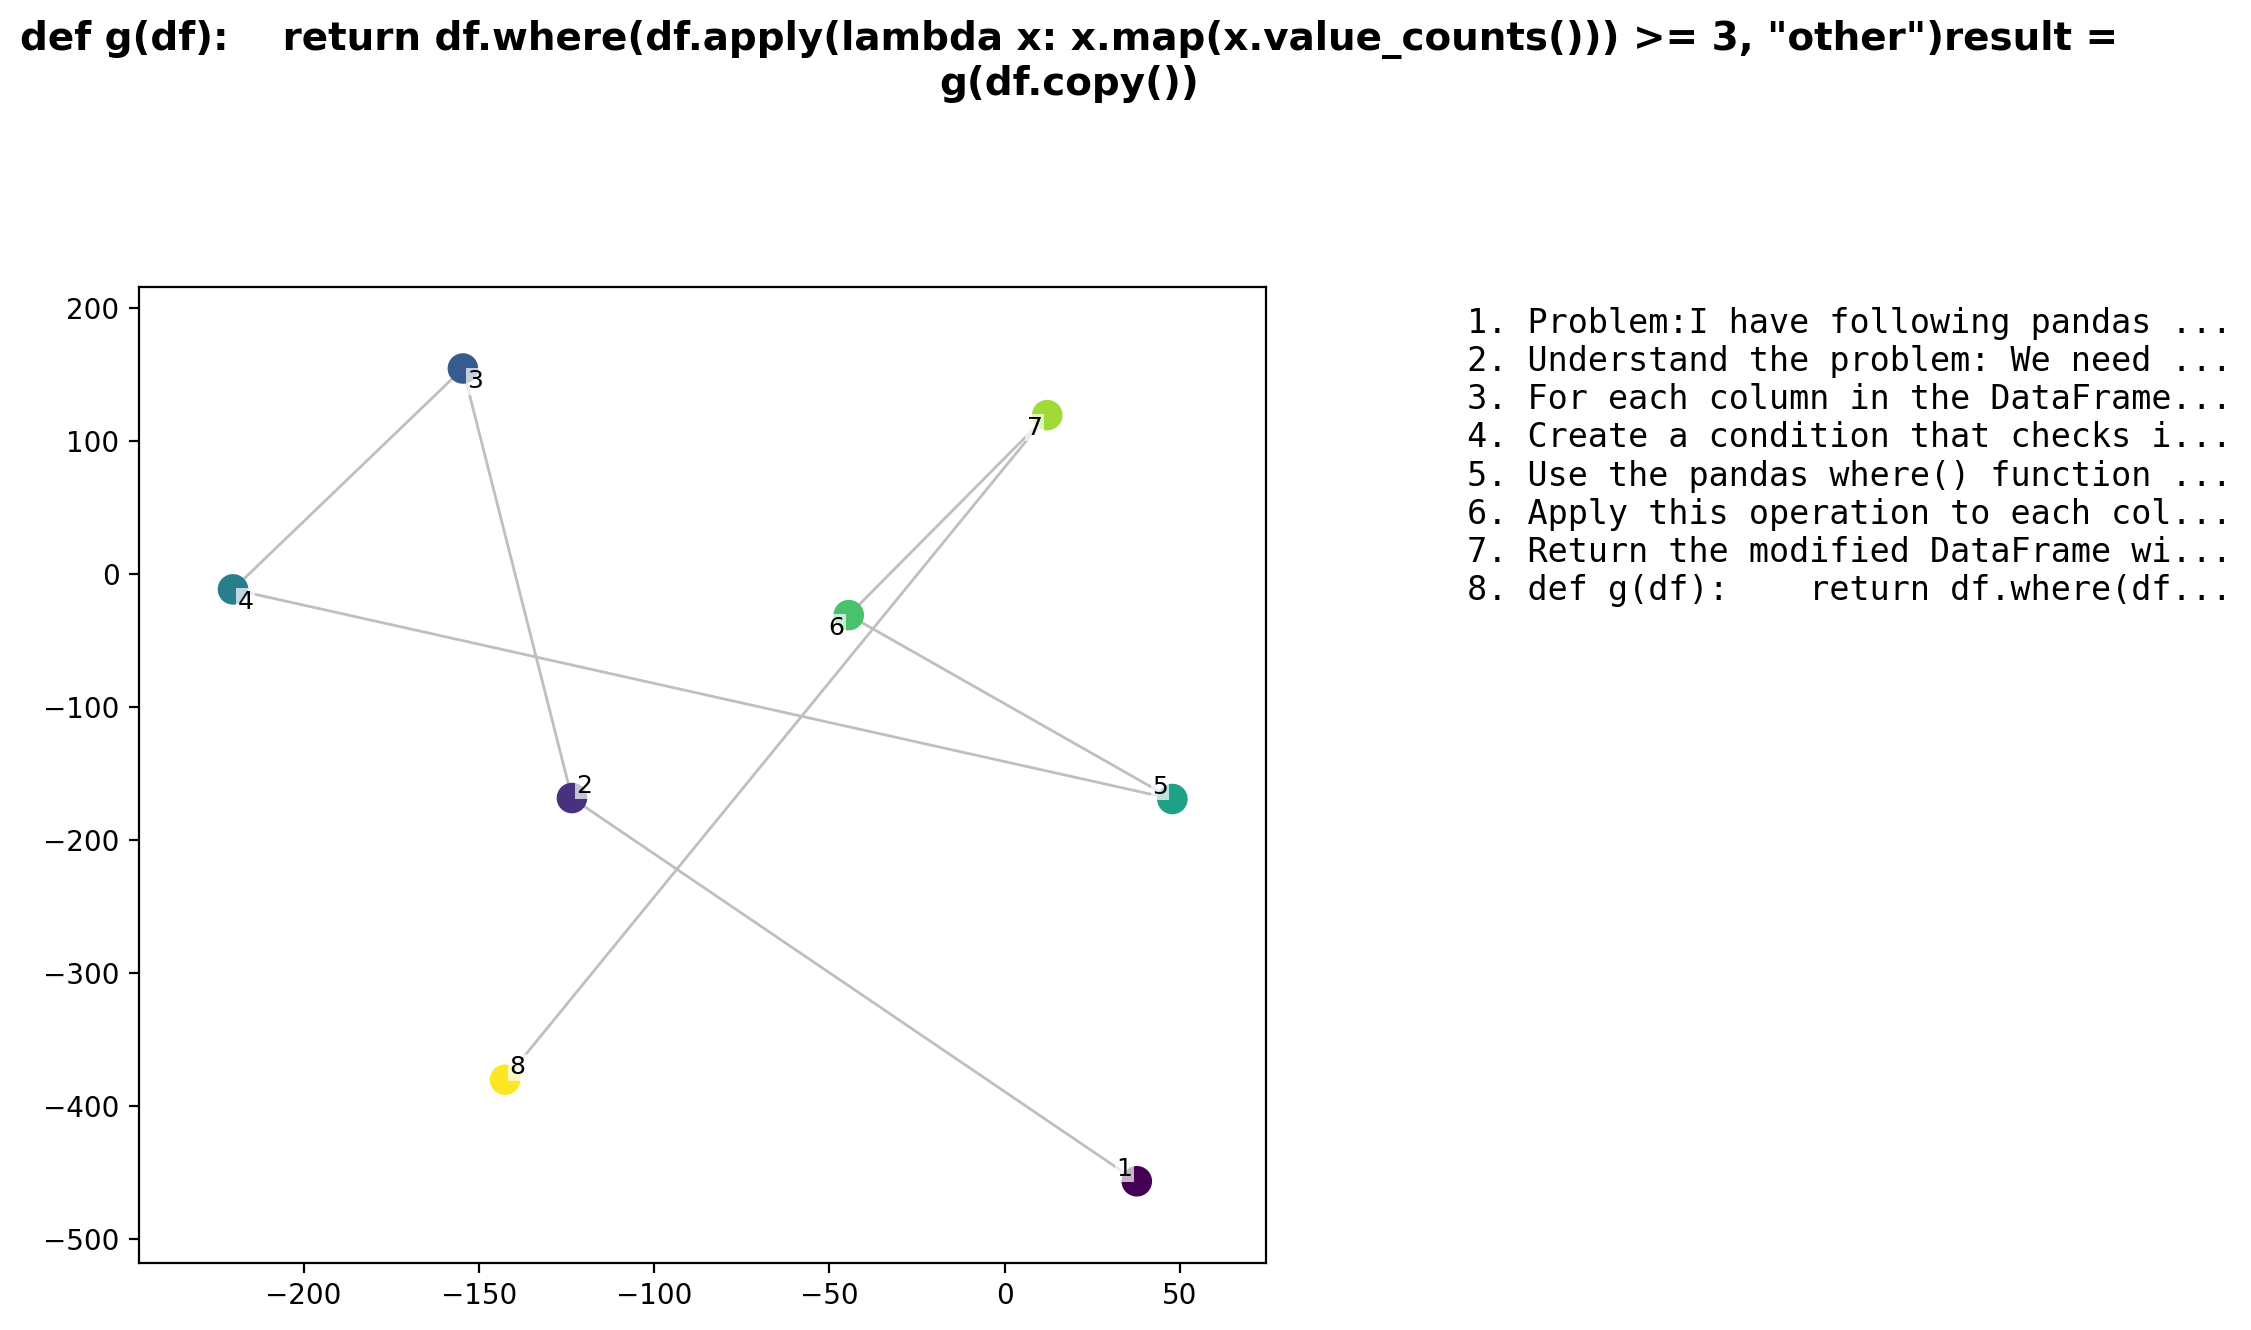 def g(df):    return df.where(df.apply(lambda x: x.map(x.value_counts())) >= 3, "other")result =
g(df.copy())
200
100
0
−100
−200
−300
−400
−500
−200
−150
−100
−50
0
50
3
7
4
6
2
5
8
1
1. Problem:I have following pandas ...
2. Understand the problem: We need ...
3. For each column in the DataFrame...
4. Create a condition that checks i...
5. Use the pandas where() function ...
6. Apply this operation to each col...
7. Return the modified DataFrame wi...
8. def g(df):    return df.where(df...